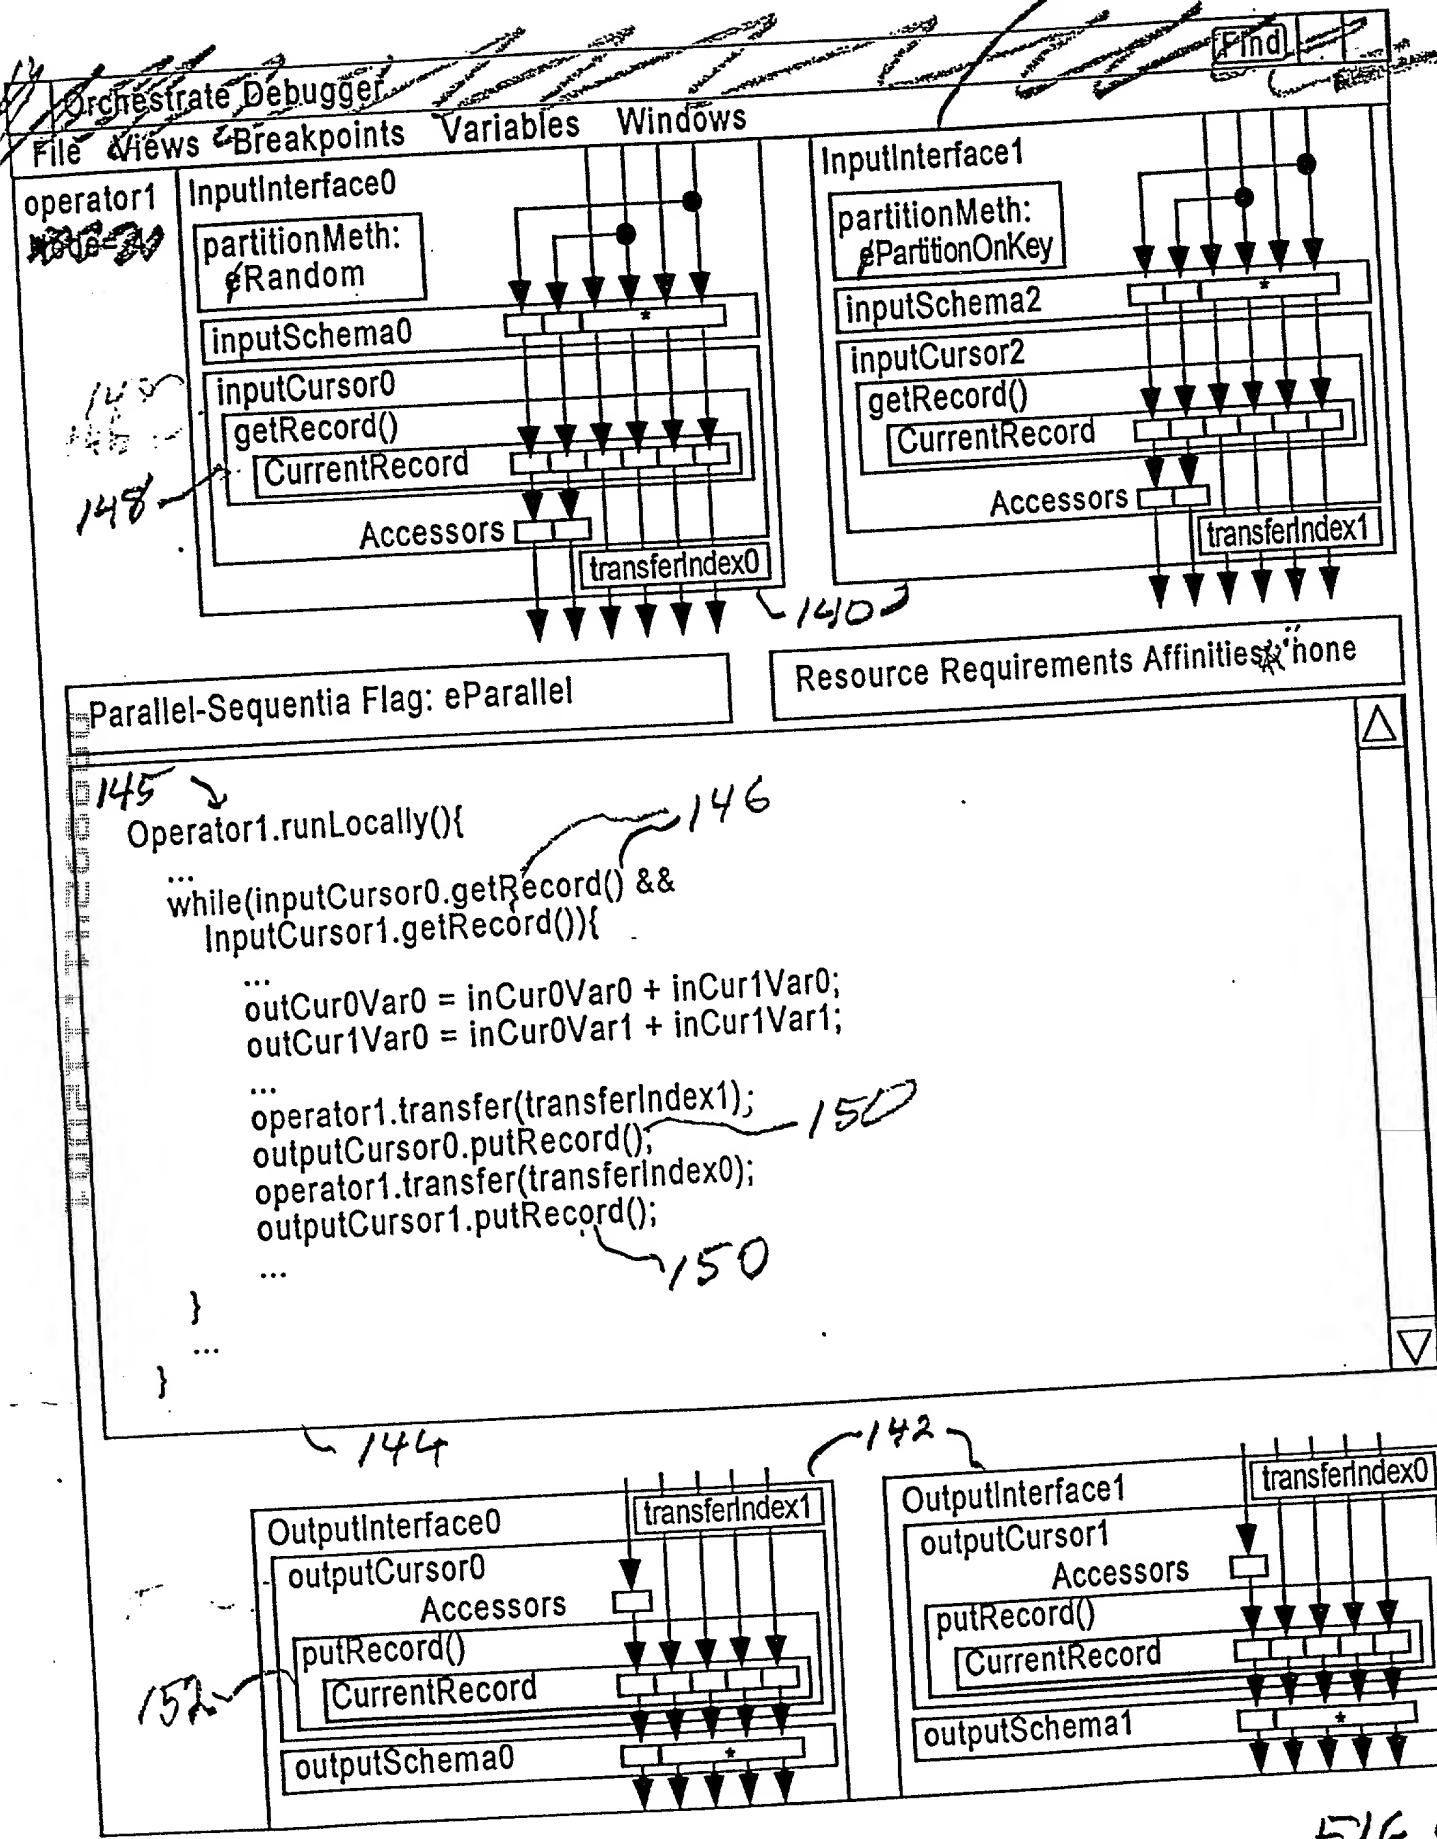 Find
Orchestrate Debugger
File Views Breakpoints Variables Windows
operator1
InputInterface0
partitionMeth:
eRandom
inputSchema0
*
inputCursor0
getRecord()
CurrentRecord
148
Accessors
transferIndex0
InputInterface1
partitionMeth:
ePartitionOnKey
inputSchema2
*
inputCursor2
getRecord()
CurrentRecord
Accessors
transferIndex1
140
Parallel-Sequentia Flag: eParallel
Resource Requirements Affinities: none
145
146
Operator1.runLocally(){
...
while(inputCursor0.getRecord() &&
InputCursor1.getRecord()){
...
outCur0Var0 = inCur0Var0 + inCur1Var0;
outCur1Var0 = inCur0Var1 + inCur1Var1;
...
operator1.transfer(transferIndex1);
outputCursor0.putRecord(); 150
operator1.transfer(transferIndex0);
outputCursor1.putRecord();
... 150
}
...
}
144
142
OutputInterface0
transferIndex1
outputCursor0
Accessors
putRecord()
CurrentRecord
152
outputSchema0
*
OutputInterface1
transferIndex0
outputCursor1
Accessors
putRecord()
CurrentRecord
outputSchema1
*